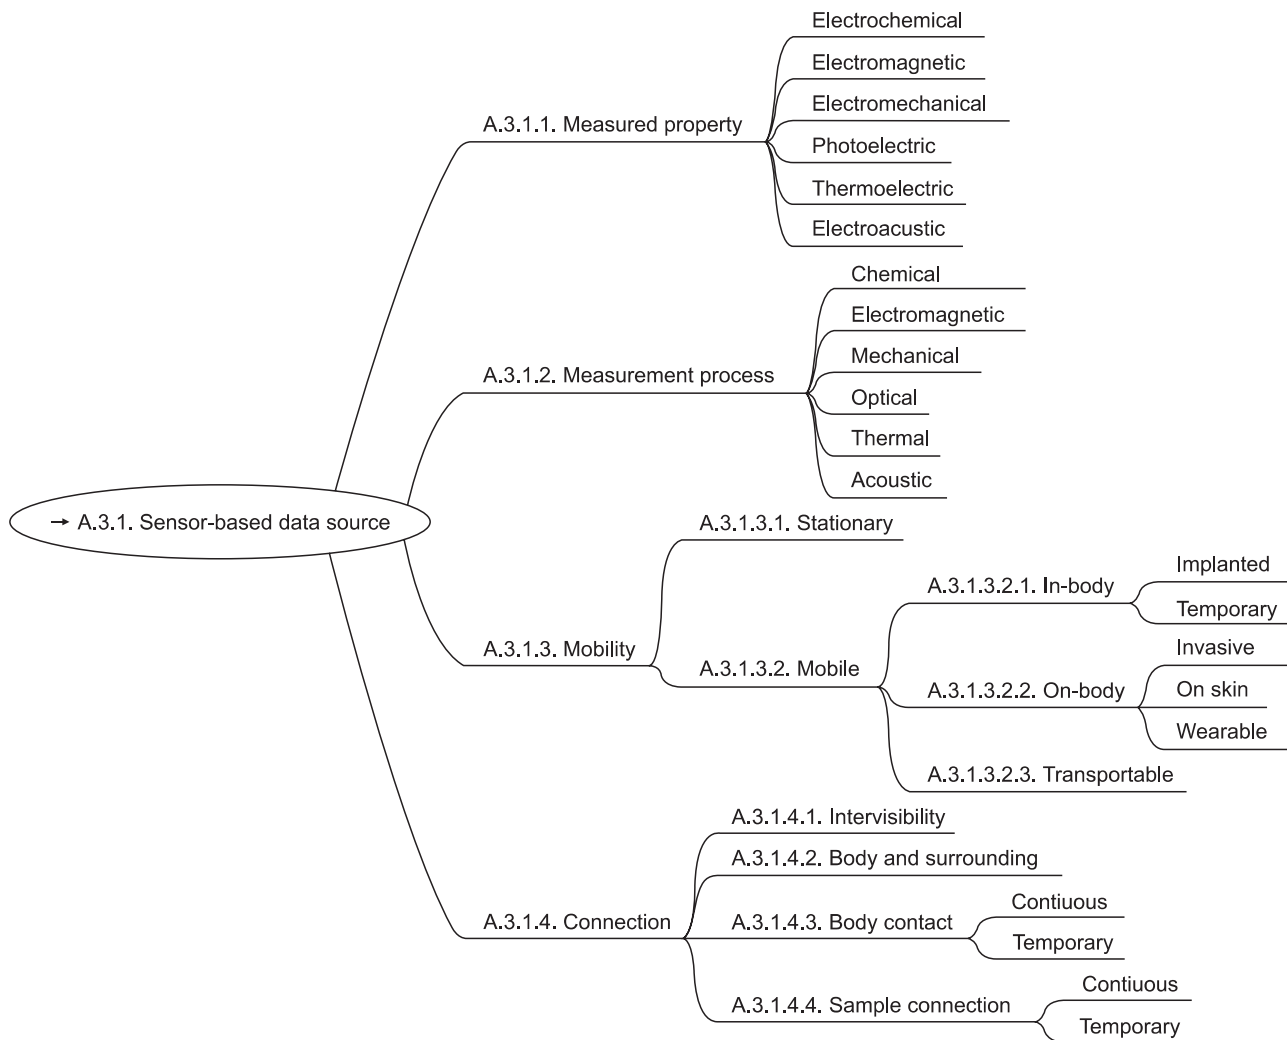 Electrochemical
Electromagnetic
Electromechanical
A.3.1.1. Measured property
Photoelectric
Thermoelectric
Electroacustic
Chemical
Electromagnetic
Mechanical
A.3.1.2. Measurement process
Optical
Thermal
Acoustic
→ A.3.1. Sensor-based data source
A.3.1.3.1. Stationary
A.3.1.3.2.1. In-body
Implanted
Temporary
A.3.1.3. Mobility
A.3.1.3.2. Mobile
Invasive
A.3.1.3.2.2. On-body
On skin
Wearable
A.3.1.3.2.3. Transportable
A.3.1.4.1. Intervisibility
A.3.1.4.2. Body and surrounding
A.3.1.4. Connection
A.3.1.4.3. Body contact
Contiuous
Temporary
A.3.1.4.4. Sample connection
Contiuous
Temporary